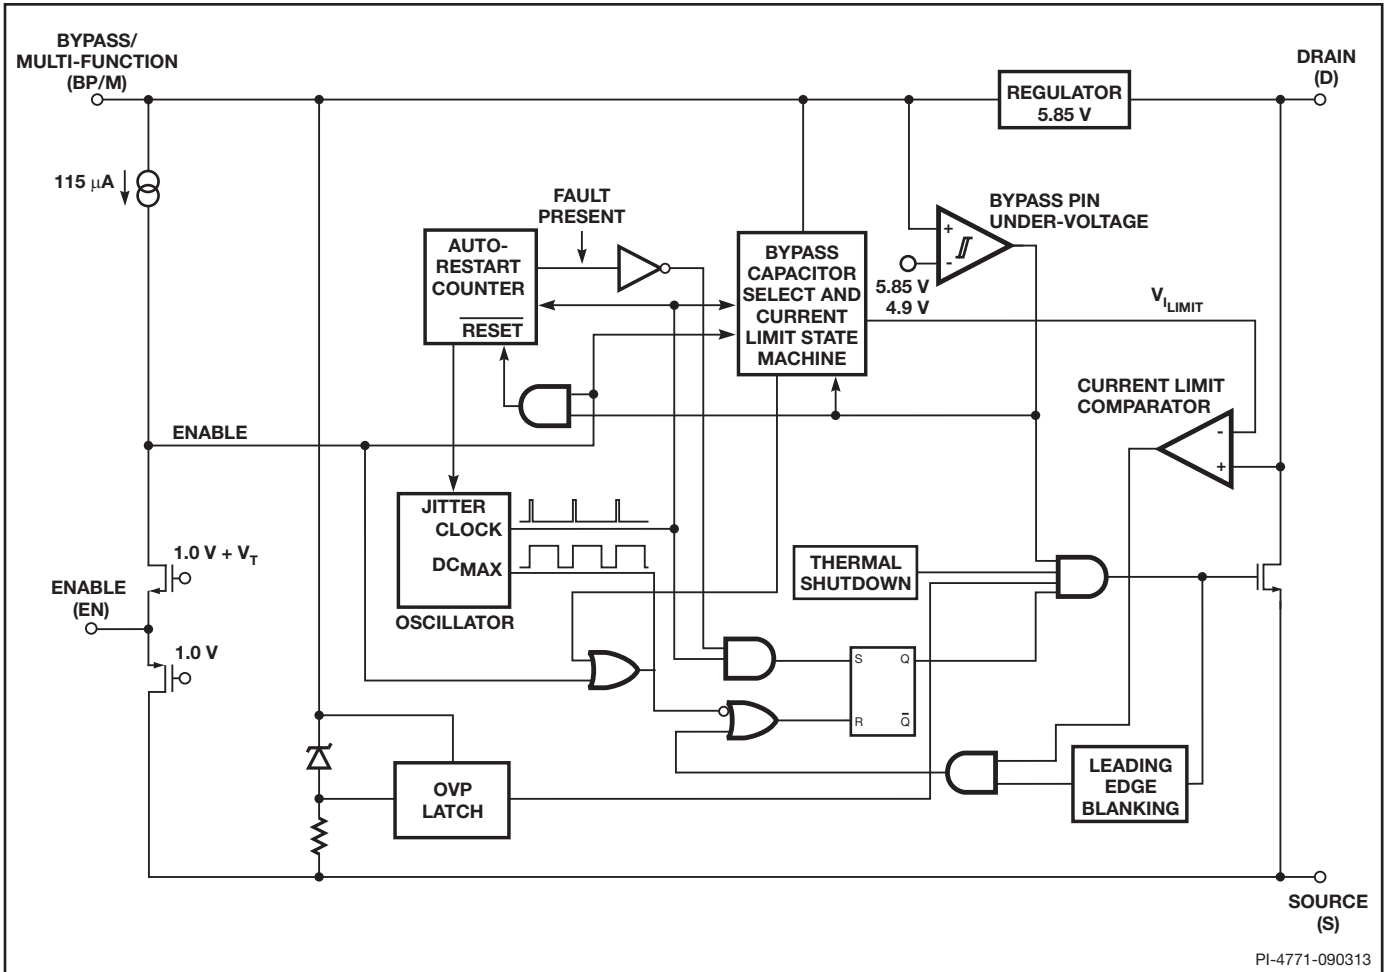 BYPASS/
MULTI-FUNCTION
(BP/M)
DRAIN
(D)
REGULATOR
5.85 V
115 μA
FAULT
PRESENT
BYPASS PIN
UNDER-VOLTAGE
AUTO-
RESTART
COUNTER
RESET
BYPASS
CAPACITOR
SELECT AND
CURRENT
LIMIT STATE
MACHINE
+
-
5.85 V
4.9 V
VILIMIT
CURRENT LIMIT
COMPARATOR
-
+
ENABLE
JITTER
CLOCK
DCMAX
OSCILLATOR
1.0 V + VT
ENABLE
(EN)
1.0 V
THERMAL
SHUTDOWN
S Q
R Q̅
OVP
LATCH
LEADING
EDGE
BLANKING
SOURCE
(S)
PI-4771-090313